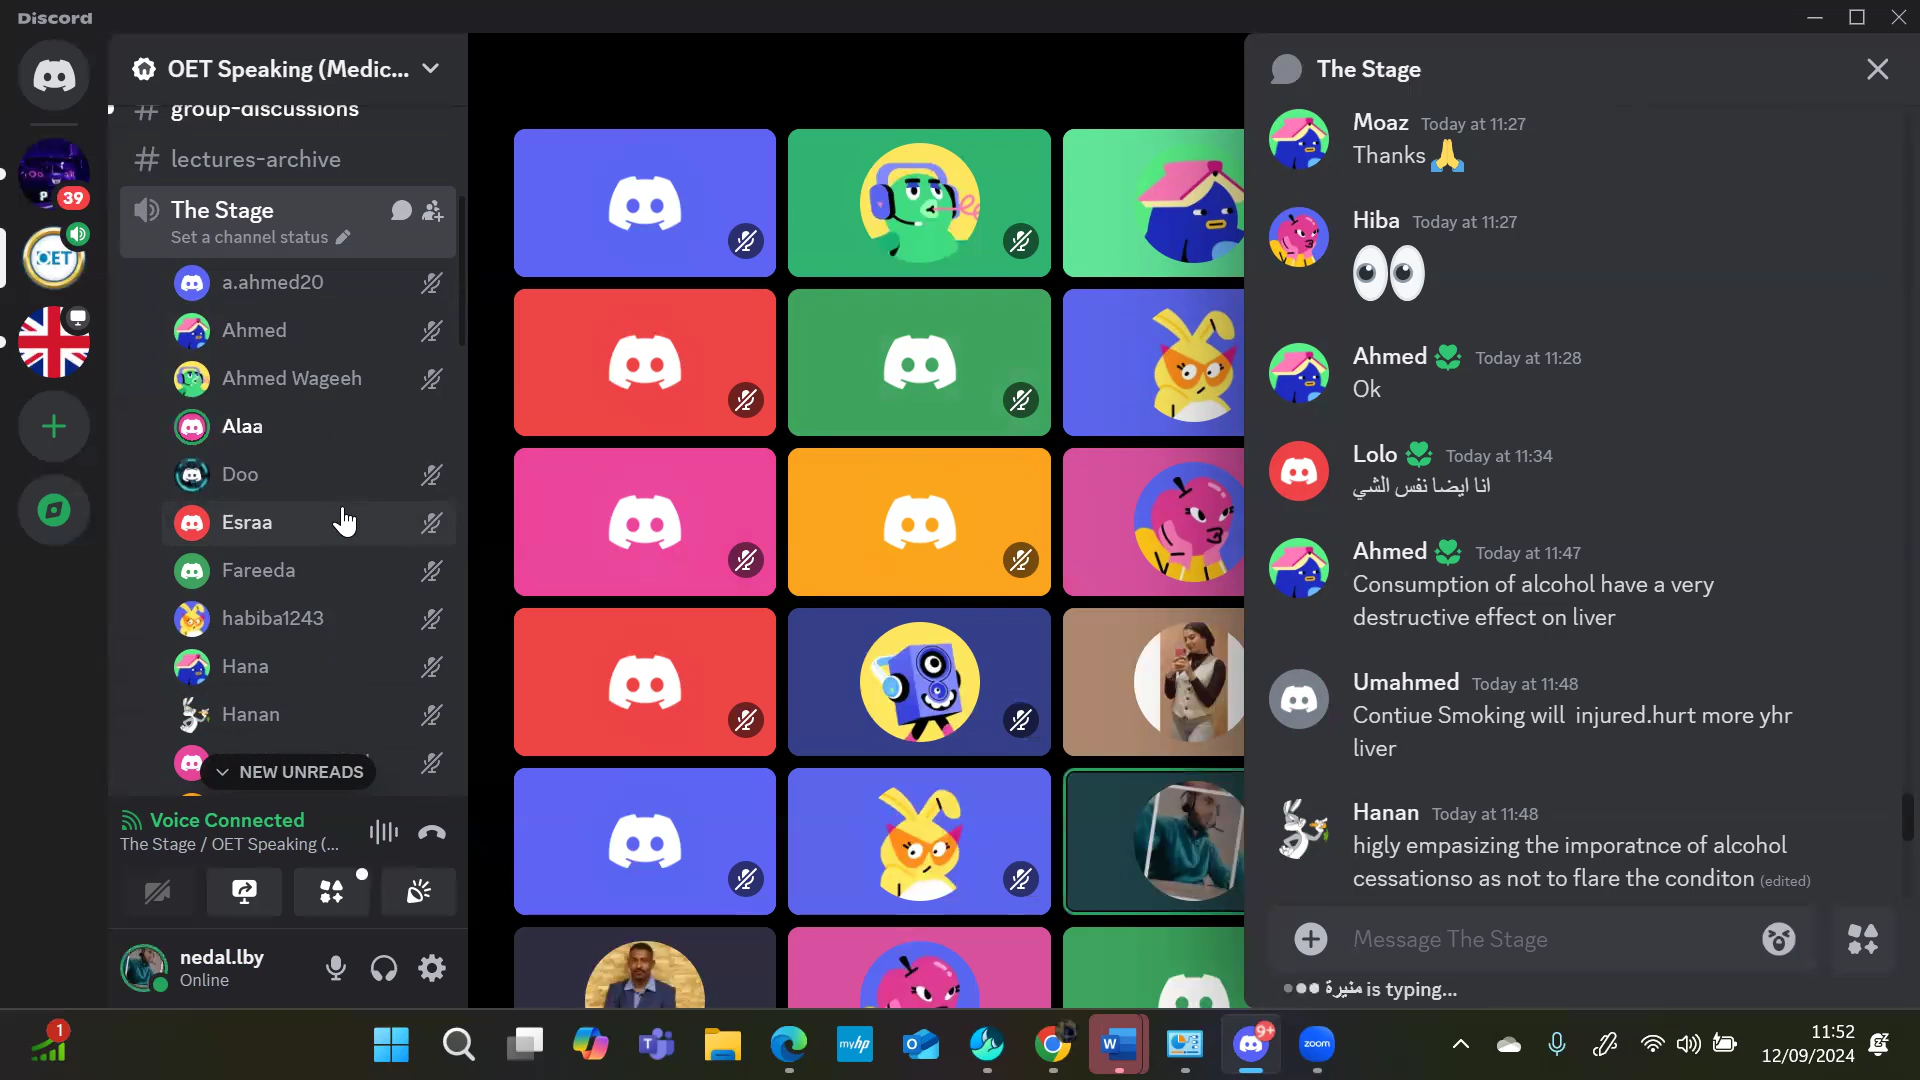 Discord
OET Speaking (Medic...
group-discussions
lectures-archive
The Stage
Set a channel status
a.ahmed20
Ahmed
Ahmed Wageeh
Alaa
Doo
Esraa
Fareeda
habiba1243
Hana
Hanan
NEW UNREADS
Voice Connected
The Stage / OET Speaking (...
nedal.lby
Online
P
39
OET
The Stage
Moaz Today at 11:27
Thanks 🙏
Hiba Today at 11:27
👀
Ahmed Today at 11:28
Ok
Lolo Today at 11:34
انا ايضا نفس الشي
Ahmed Today at 11:47
Consumption of alcohol have a very
destructive effect on liver
Umahmed Today at 11:48
Contiue Smoking will injured.hurt more yhr
liver
Hanan Today at 11:48
higly empasizing the imporatnce of alcohol
cessationso as not to flare the conditon (edited)
Message The Stage
منيرة is typing...
1
myhp
W
9+
zoom
11:52
12/09/2024